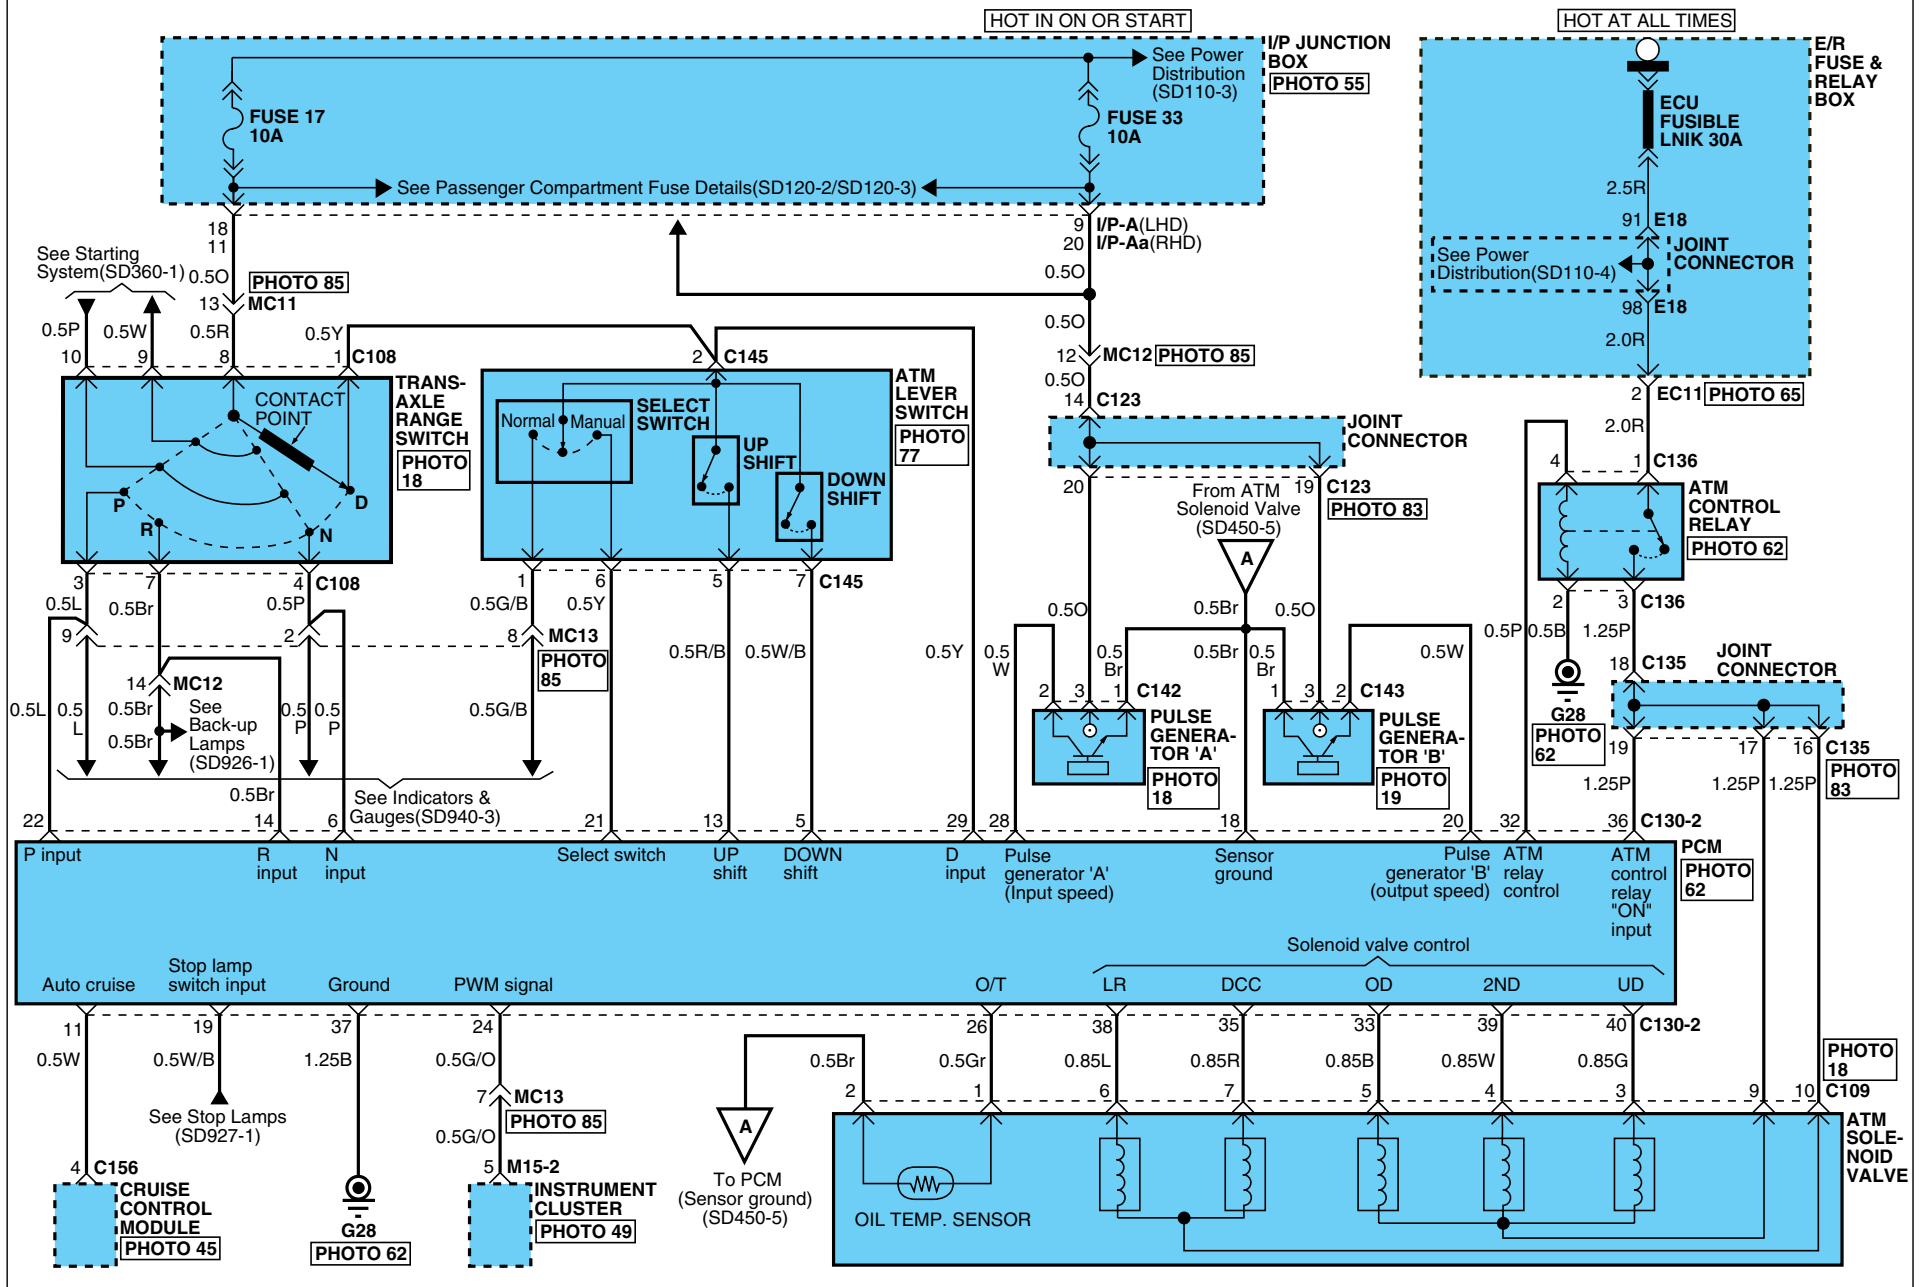 HOT IN ON OR START
HOT AT ALL TIMES
I/P JUNCTION
BOX
PHOTO 55
See Power
Distribution
(SD110-3)
FUSE 17
10A
FUSE 33
10A
See Passenger Compartment Fuse Details(SD120-2/SD120-3)
E/R
FUSE &
RELAY
BOX
ECU
FUSIBLE
LNIK 30A
2.5R
91 E18
JOINT
CONNECTOR
See Power
Distribution(SD110-4)
98 E18
2.0R
2 EC11 PHOTO 65
2.0R
18
11
9 I/P-A(LHD)
20 I/P-Aa(RHD)
See Starting
System(SD360-1)
0.5O
PHOTO 85
13 MC11
0.5P
0.5W
0.5R
0.5Y
10
9
8
1 C108
0.5O
0.5O
12 MC12 PHOTO 85
0.5O
14 C123
2 C145
TRANS-
AXLE
RANGE
SWITCH
PHOTO
18
CONTACT
POINT
P
R
N
D
ATM
LEVER
SWITCH
PHOTO
77
SELECT
SWITCH
Normal
Manual
UP
SHIFT
DOWN
SHIFT
JOINT
CONNECTOR
20
19 C123
PHOTO 83
From ATM
Solenoid Valve
(SD450-5)
A
4
1 C136
ATM
CONTROL
RELAY
PHOTO 62
2
3 C136
3
7
4 C108
1
6
5
7 C145
0.5L
0.5Br
0.5P
0.5G/B
0.5Y
9
2
8 MC13
PHOTO
85
14 MC12
See
Back-up
Lamps
(SD926-1)
0.5L
0.5
L
0.5Br
0.5Br
0.5
P
0.5
P
0.5G/B
0.5R/B
0.5W/B
0.5Y
0.5
W
0.5O
0.5
Br
0.5Br
0.5Br
0.5
Br
0.5O
0.5W
0.5P
0.5B
1.25P
2
3
1 C142
PULSE
GENERA-
TOR 'A'
PHOTO
18
1
3
2 C143
PULSE
GENERA-
TOR 'B'
PHOTO
19
G28
PHOTO
62
18 C135
JOINT
CONNECTOR
19
17
16 C135
PHOTO
83
1.25P
1.25P
1.25P
See Indicators &
Gauges(SD940-3)
0.5Br
22
14
6
21
13
5
29
28
18
20
32
36 C130-2
P input
R
input
N
input
Select switch
UP
shift
DOWN
shift
D
input
Pulse
generator 'A'
(Input speed)
Sensor
ground
Pulse
generator 'B'
(output speed)
ATM
relay
control
ATM
control
relay
"ON"
input
PCM
PHOTO
62
Solenoid valve control
Auto cruise
Stop lamp
switch input
Ground
PWM signal
O/T
LR
DCC
OD
2ND
UD
11
19
37
24
26
38
35
33
39
40 C130-2
0.5W
0.5W/B
1.25B
0.5G/O
0.5Br
0.5Gr
0.85L
0.85R
0.85B
0.85W
0.85G
PHOTO
18
7 MC13
PHOTO 85
0.5G/O
See Stop Lamps
(SD927-1)
2
1
6
7
5
4
3
9
10 C109
4 C156
CRUISE
CONTROL
MODULE
PHOTO 45
G28
PHOTO 62
5 M15-2
INSTRUMENT
CLUSTER
PHOTO 49
A
To PCM
(Sensor ground)
(SD450-5)
OIL TEMP. SENSOR
ATM
SOLE-
NOID
VALVE